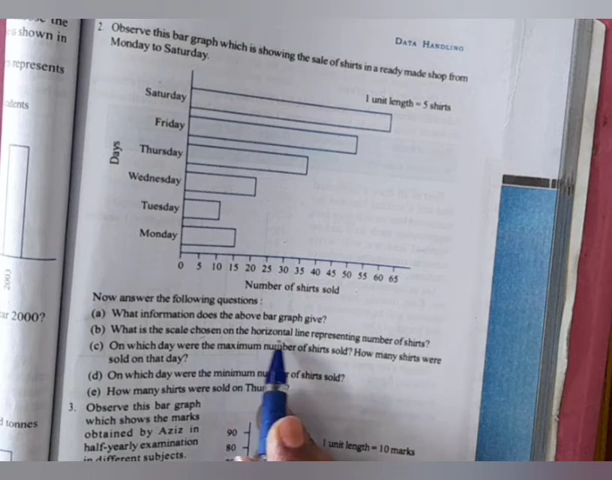 shown in
represents
DATA HANDLING
2. Observe this bar graph which is showing the sale of shirts in a ready made shop from
Monday to Saturday.
1 unit length = 5 shirts
Saturday
Friday
Thursday
Wednesday
Tuesday
Monday
Days
0 5 10 15 20 25 30 35 40 45 50 55 60 65
Number of shirts sold
Now answer the following questions :
(a) What information does the above bar graph give?
(b) What is the scale chosen on the horizontal line representing number of shirts?
(c) On which day were the maximum number of shirts sold? How many shirts were
sold on that day?
(d) On which day were the minimum of shirts sold?
(e) How many shirts were sold on
2003
2000?
tonnes
3. Observe this bar graph
which shows the marks
obtained by Aziz in
half-yearly examination
in different subjects.
90
80
1 unit length = 10 marks